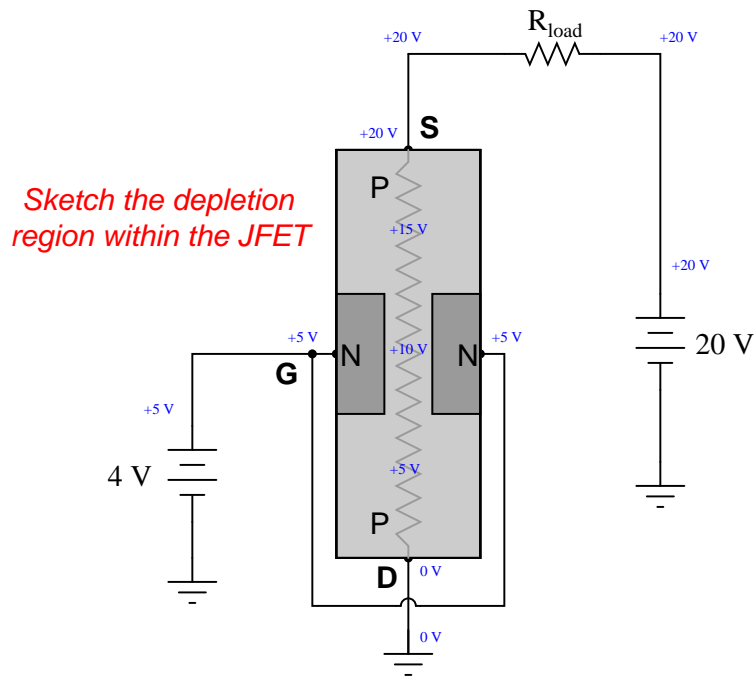 R_load
+20 V
+20 V
+20 V
S
P
Sketch the depletion
region within the JFET
+15 V
+20 V
+5 V
+10 V
+5 V
20 V
N
N
G
+5 V
4 V
+5 V
P
D
0 V
0 V